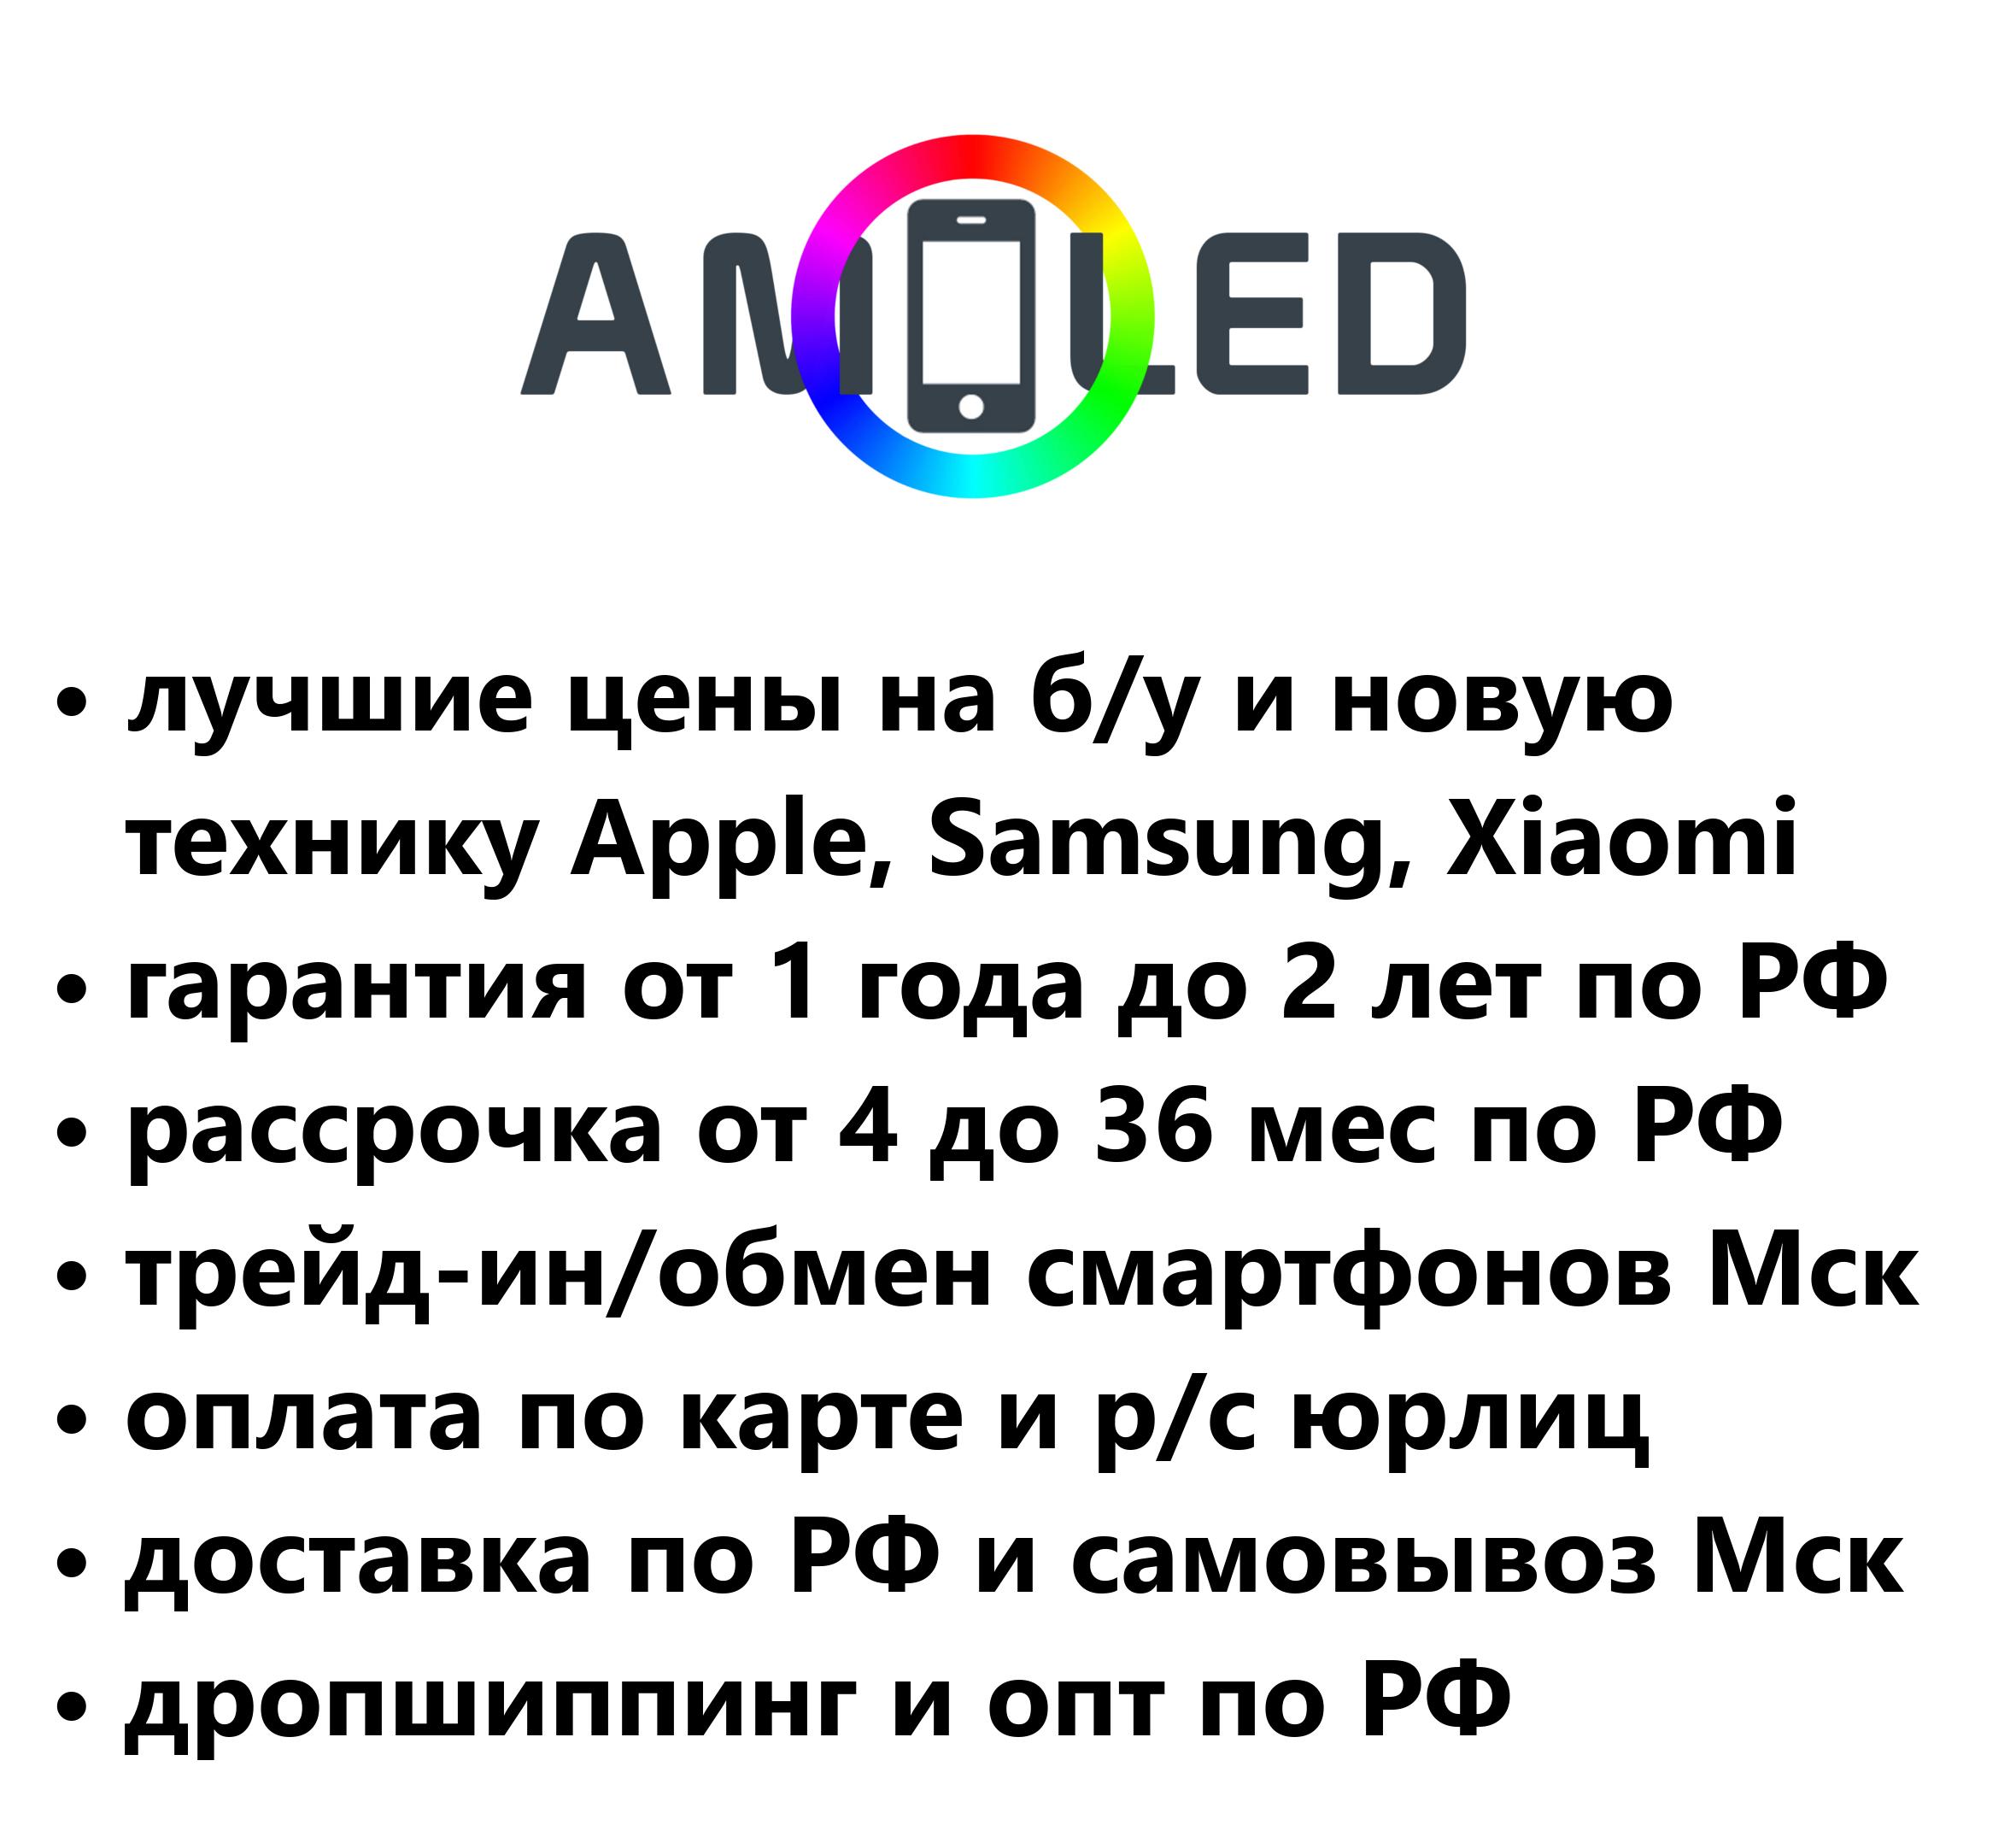 AMOLED
• лучшие цены на б/у и новую
технику Apple, Samsung, Xiaomi
• гарантия от 1 года до 2 лет по РФ
• рассрочка от 4 до 36 мес по РФ
• трейд-ин/обмен смартфонов Мск
• оплата по карте и р/с юрлиц
• доставка по РФ и самовывоз Мск
• дропшиппинг и опт по РФ